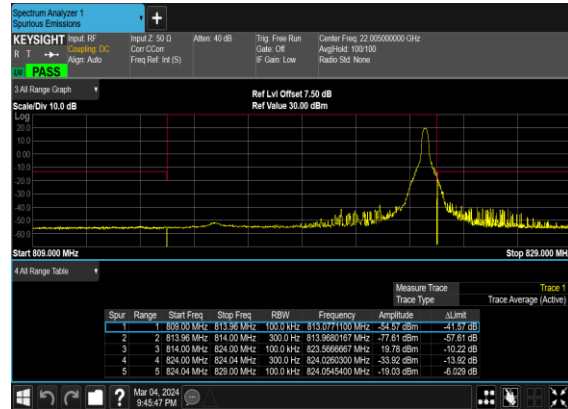 Spectrum Analyzer 1
Spurious Emissions
+
KEYSIGHT Input: RF Input Z: 50 Ω Atten: 40 dB Trig: Free Run Center Freq: 22.005000000 GHz
R T Coupling: DC Corr CCorr Gate: Off Avg|Hold: 100/100
Align: Auto Freq Ref: Int (S) IF Gain: Low Radio Std: None
LW PASS
3 All Range Graph
Ref Lvl Offset 7.50 dB
Scale/Div 10.0 dB Ref Value 30.00 dBm
Log
20.0
10.0
0.00
-10.0
-20.0
-30.0
-40.0
-50.0
-60.0
Start 809.000 MHz Stop 829.000 MHz
4 All Range Table
Measure Trace Trace 1
Trace Type Trace Average (Active)
Spur Range Start Freq Stop Freq RBW Frequency Amplitude ΔLimit
1 1 809.00 MHz 813.96 MHz 100.0 kHz 813.0771100 MHz -54.57 dBm -41.57 dB
2 2 813.96 MHz 814.00 MHz 300.0 Hz 813.9680167 MHz -77.61 dBm -57.61 dB
3 3 814.00 MHz 824.00 MHz 100.0 kHz 823.5666667 MHz 19.78 dBm -10.22 dB
4 4 824.00 MHz 824.04 MHz 300.0 Hz 824.0260300 MHz -33.92 dBm -13.92 dB
5 5 824.04 MHz 829.00 MHz 100.0 kHz 824.0545400 MHz -19.03 dBm -6.029 dB
? Mar 04, 2024
9:45:47 PM